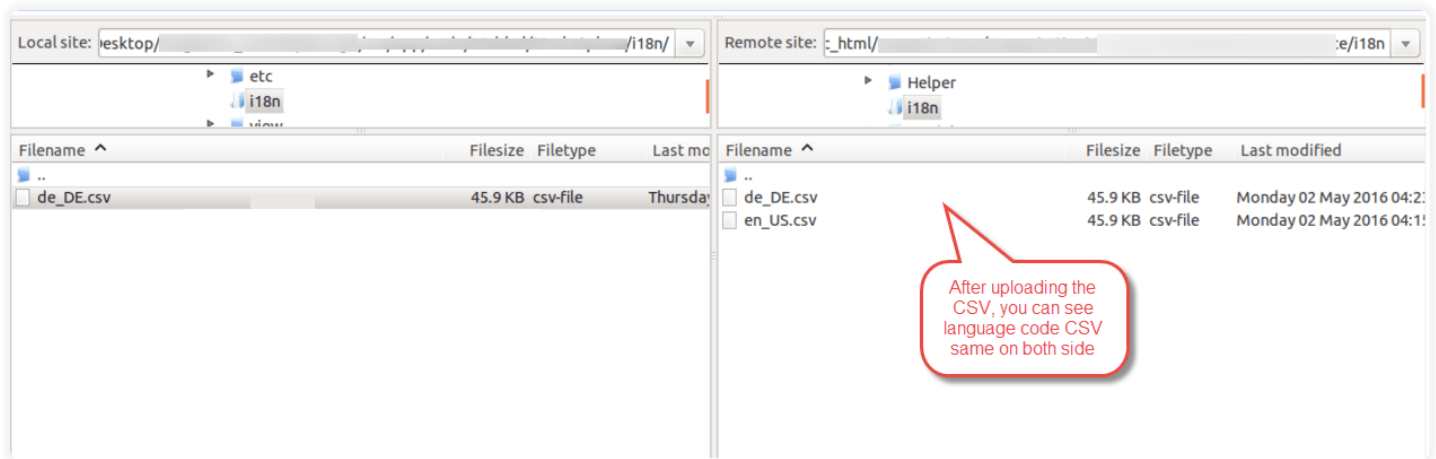 Local site: esktop/ /i18n/
Remote site: :_html/ :e/i18n
etc
i18n
view
Helper
i18n
Filename Filesize Filetype Last mo
..
de_DE.csv 45.9 KB csv-file Thursday
Filename Filesize Filetype Last modified
..
de_DE.csv 45.9 KB csv-file Monday 02 May 2016 04:2
en_US.csv 45.9 KB csv-file Monday 02 May 2016 04:1
After uploading the
CSV, you can see
language code CSV
same on both side